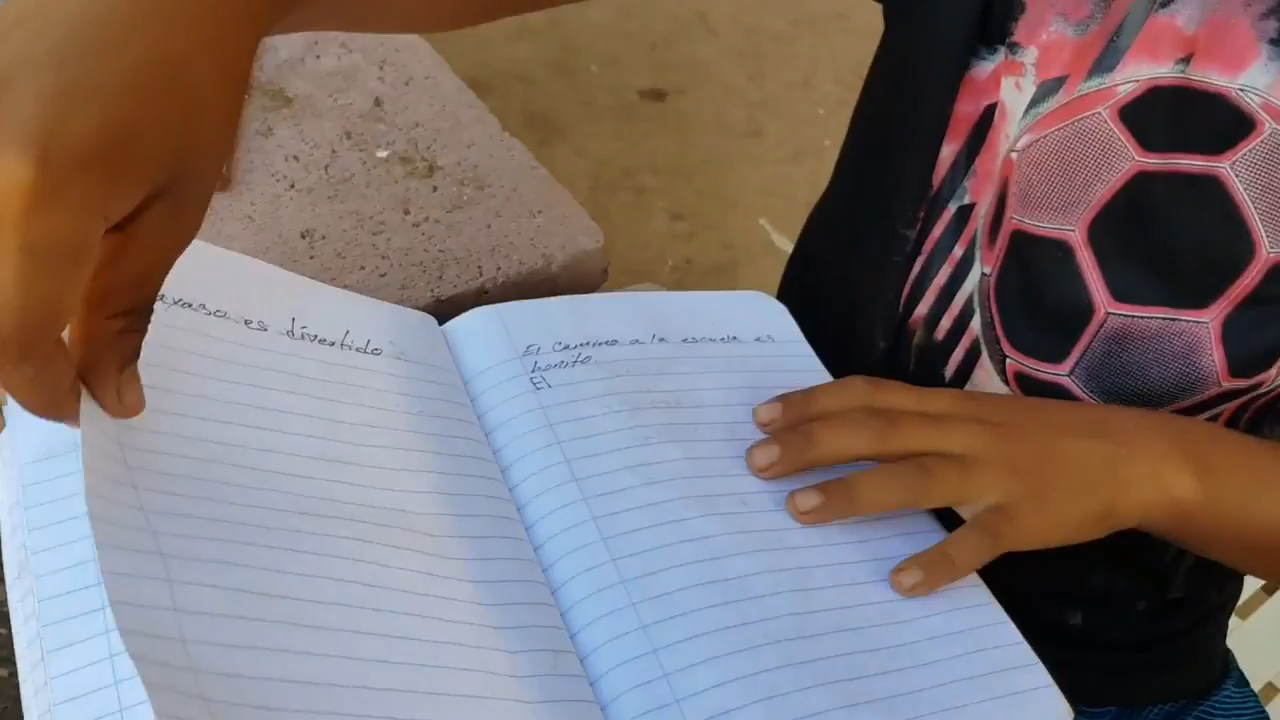 ayaso es divertido
El camino a la escuela es
bonito.
El